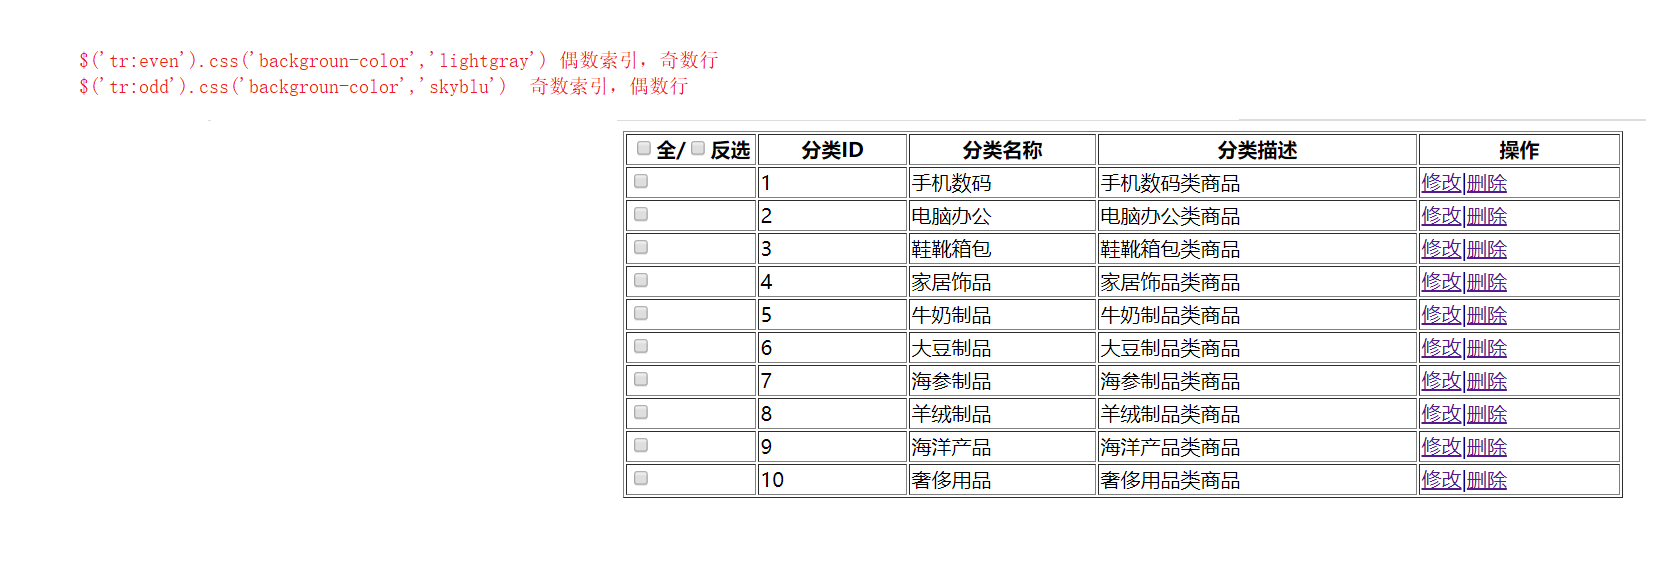 $('tr:even').css('backgroun-color','lightgray') 偶数索引，奇数行
$('tr:odd').css('backgroun-color','skyblu') 奇数索引，偶数行
全/ 反选 分类ID 分类名称 分类描述 操作
1 手机数码 手机数码类商品 修改|删除
2 电脑办公 电脑办公类商品 修改|删除
3 鞋靴箱包 鞋靴箱包类商品 修改|删除
4 家居饰品 家居饰品类商品 修改|删除
5 牛奶制品 牛奶制品类商品 修改|删除
6 大豆制品 大豆制品类商品 修改|删除
7 海参制品 海参制品类商品 修改|删除
8 羊绒制品 羊绒制品类商品 修改|删除
9 海洋产品 海洋产品类商品 修改|删除
10 奢侈用品 奢侈用品类商品 修改|删除